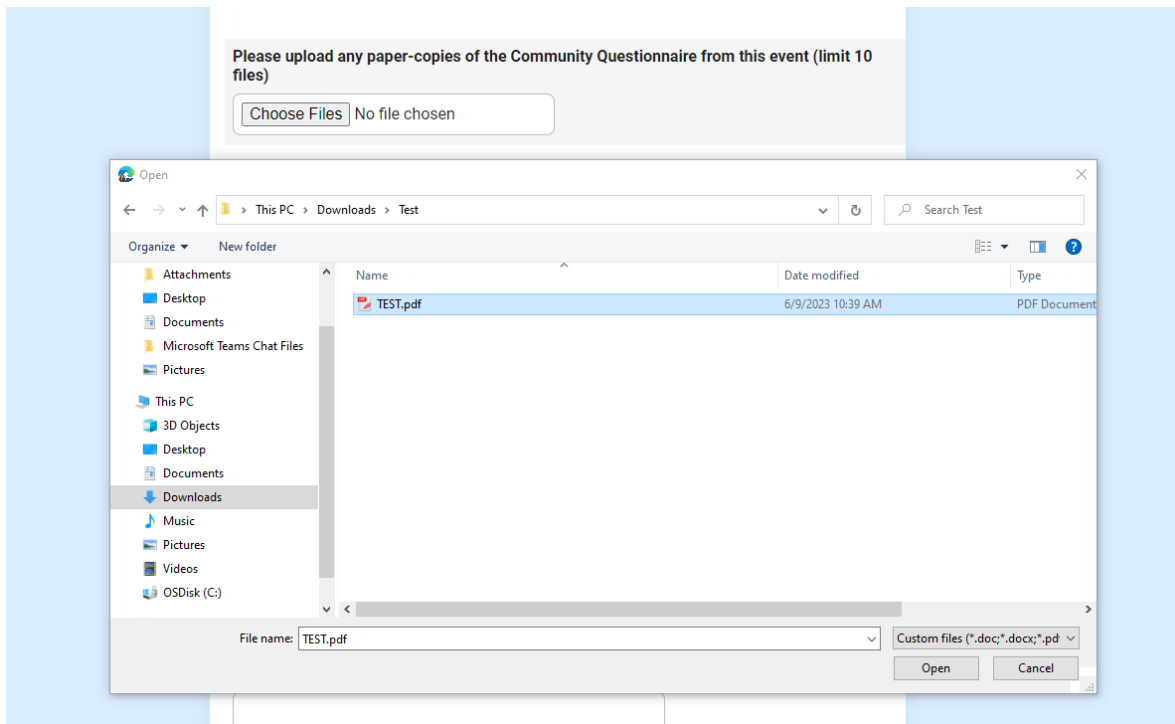 Please upload any paper-copies of the Community Questionnaire from this event (limit 10
files)
Choose Files No file chosen
Open
This PC > Downloads > Test
Search Test
Organize New folder
Attachments
Desktop
Documents
Microsoft Teams Chat Files
Pictures
This PC
3D Objects
Desktop
Documents
Downloads
Music
Pictures
Videos
OSDisk (C:)
Name Date modified Type
TEST.pdf 6/9/2023 10:39 AM PDF Document
File name: TEST.pdf Custom files (*.doc;*.docx;*.pd
Open Cancel